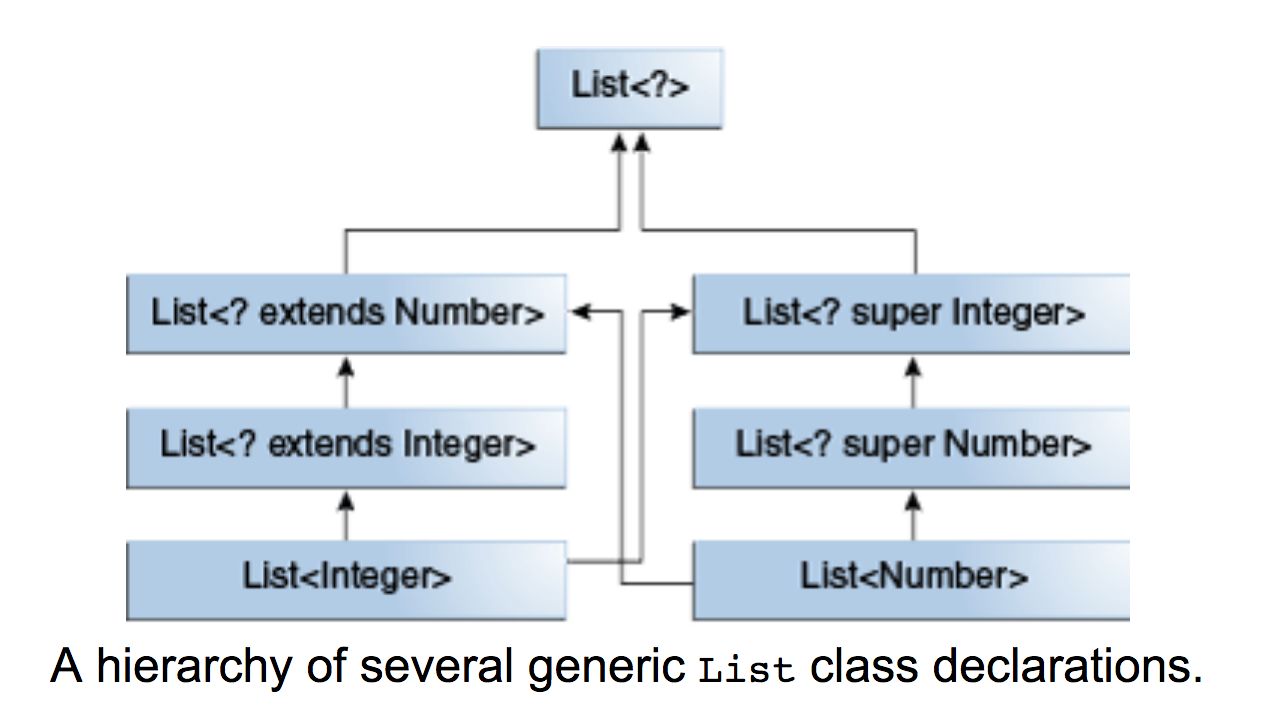 List<?>
List<? extends Number>
List<? super Integer>
List<? extends Integer>
List<? super Number>
List<Integer>
List<Number>
A hierarchy of several generic List class declarations.